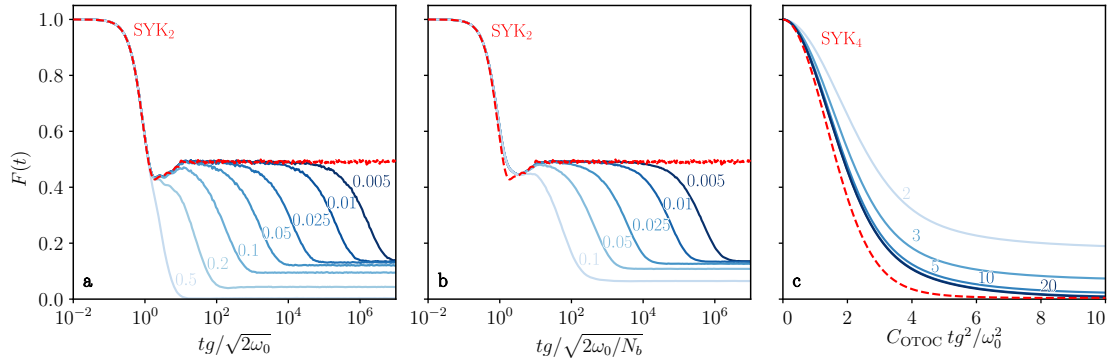 1.0
0.8
0.6
0.4
0.2
0.0
F(t)
SYK₂
0.005
0.01
0.025
0.05
0.1
0.2
0.5
a
10⁻² 10⁰ 10² 10⁴ 10⁶
tg/√2ω₀
SYK₂
0.005
0.01
0.025
0.05
0.1
b
10⁻² 10⁰ 10² 10⁴ 10⁶
tg/√2ω₀/N_b
SYK₄
2
3
5
10
20
c
0 2 4 6 8 10
C_OTOC tg²/ω₀²